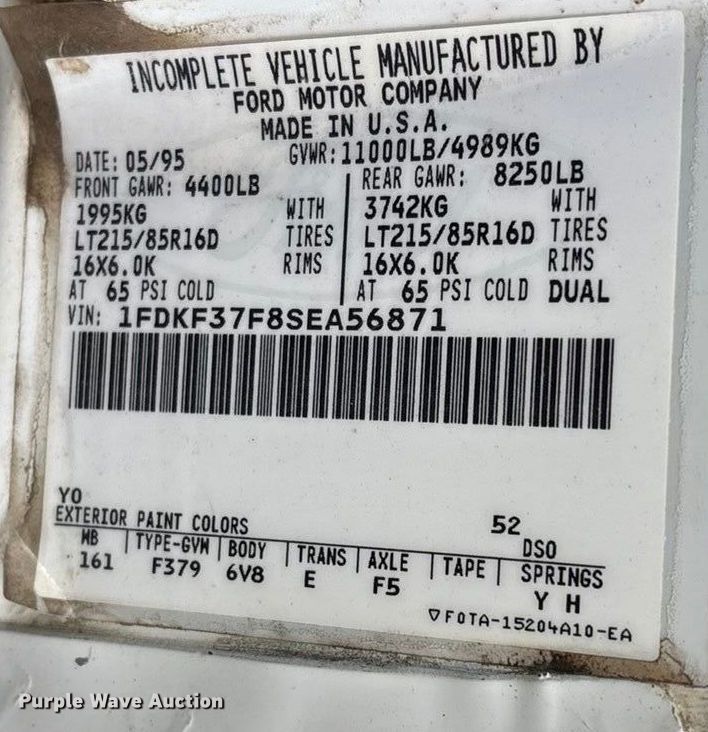 INCOMPLETE VEHICLE MANUFACTURED BY
FORD MOTOR COMPANY
MADE IN U.S.A.
DATE: 05/95 GVWR: 11000LB/4989KG
FRONT GAWR: 4400LB REAR GAWR: 8250LB
1995KG WITH 3742KG WITH
LT215/85R16D TIRES LT215/85R16D TIRES
16X6.0K RIMS 16X6.0K RIMS
AT 65 PSI COLD AT 65 PSI COLD DUAL
VIN: 1FDKF37F8SEA56871
YO
EXTERIOR PAINT COLORS 52 DSO
WB TYPE-GVW BODY TRANS AXLE TAPE SPRINGS
161 F379 6V8 E F5 Y H
▽F0TA-15204A10-EA
Purple Wave Auction